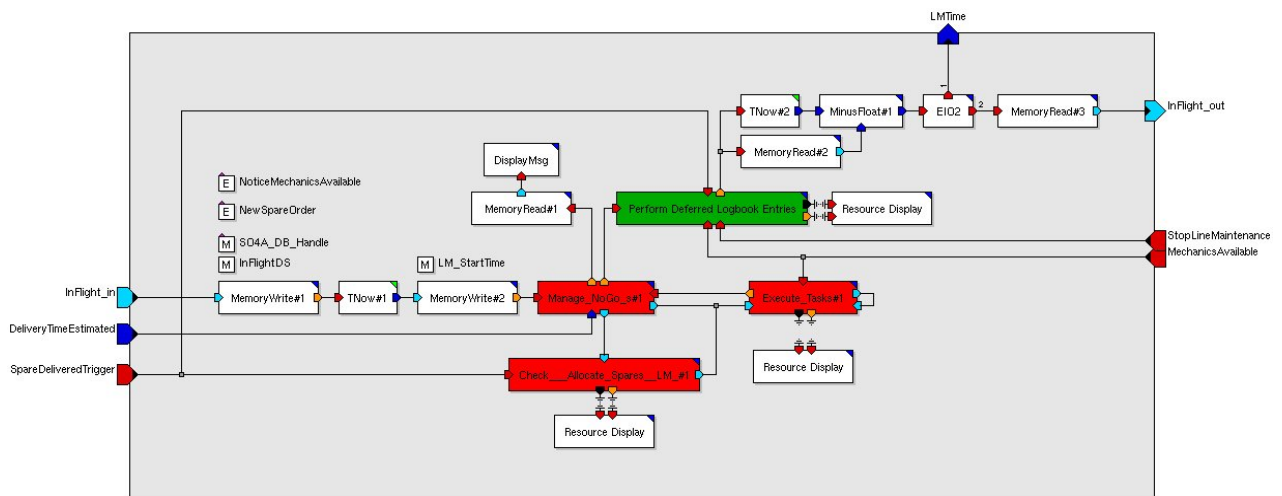 LMTime
TNow#2
MinusFloat#1
EIO2
1
2
MemoryRead#3
InFlight_out
MemoryRead#2
DisplayMsg
E NoticeMechanicsAvailable
MemoryRead#1
Perform Deferred Logbook Entries
Resource Display
E NewSpareOrder
StopLineMaintenance
M SO4A_DB_Handle
MechanicsAvailable
M InFlightDS
M LM_StartTime
InFlight_in
MemoryWrite#1
TNow#1
MemoryWrite#2
Manage_NoGo_s#1
Execute_Tasks#1
DeliveryTimeEstimated
SpareDeliveredTrigger
Check___Allocate_Spares__LM_#1
Resource Display
Resource Display